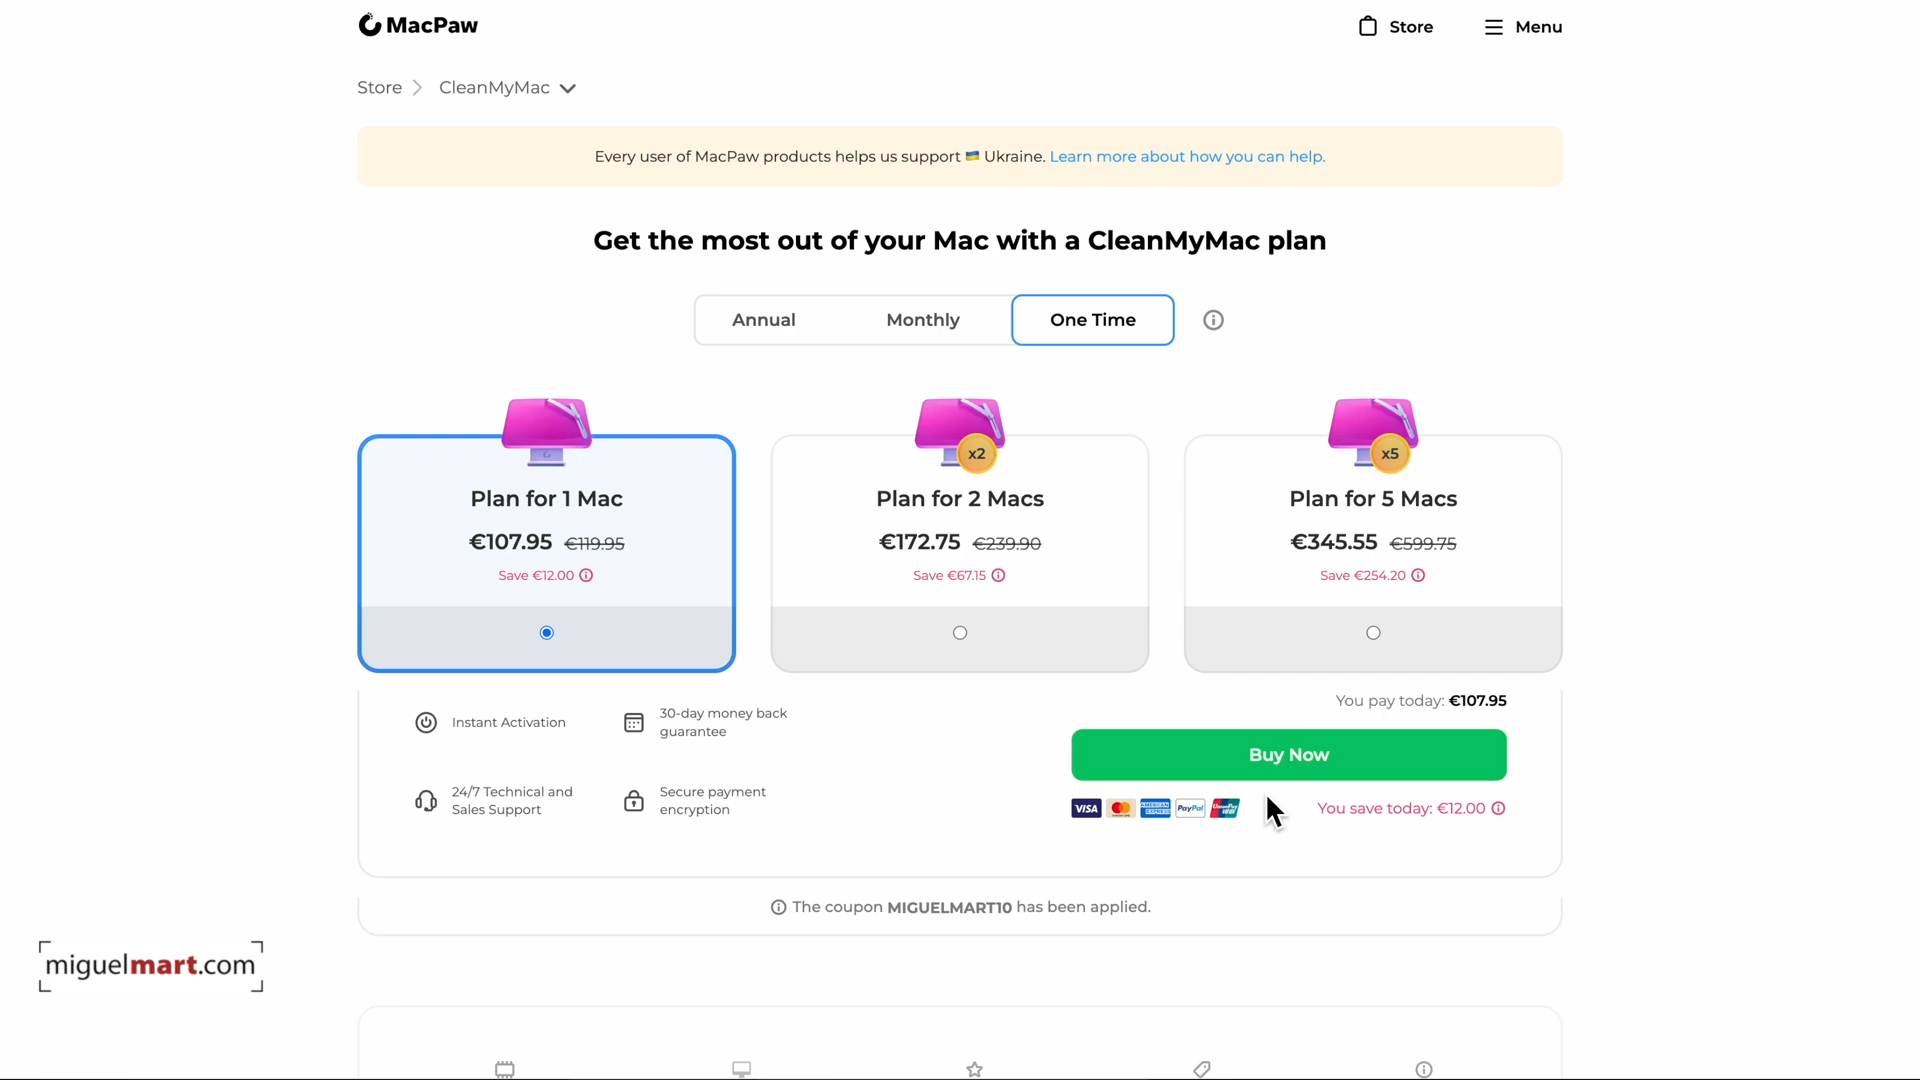 MacPaw
Store
Menu
Store
CleanMyMac
Every user of MacPaw products helps us support 🇺🇦 Ukraine. Learn more about how you can help.
Get the most out of your Mac with a CleanMyMac plan
Annual
Monthly
One Time
x2
x5
Plan for 1 Mac
€107.95 €119.95
Save €12.00
Plan for 2 Macs
€172.75 €239.90
Save €67.15
Plan for 5 Macs
€345.55 €599.75
Save €254.20
Instant Activation
30-day money back
guarantee
24/7 Technical and
Sales Support
Secure payment
encryption
You pay today: €107.95
Buy Now
VISA
PayPal
You save today: €12.00
The coupon MIGUELMART10 has been applied.
miguelmart.com